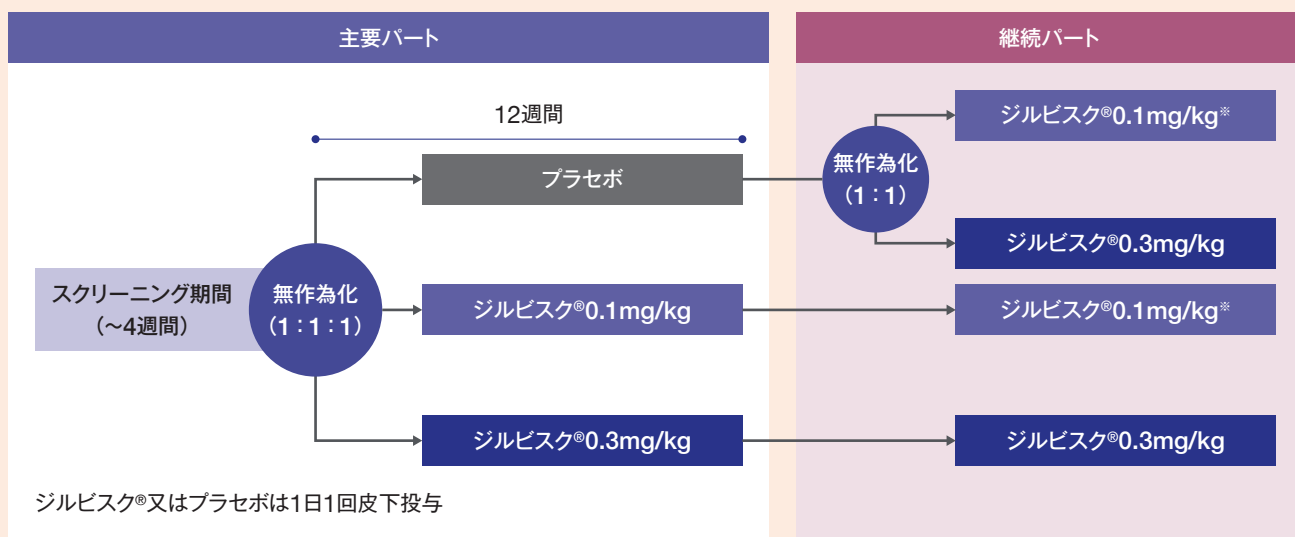 主要パート
継続パート
12週間
スクリーニング期間
（～4週間）
無作為化
（1：1：1）
プラセボ
ジルビスク®0.1mg/kg
ジルビスク®0.3mg/kg
無作為化
（1：1）
ジルビスク®0.1mg/kg※
ジルビスク®0.3mg/kg
ジルビスク®0.1mg/kg※
ジルビスク®0.3mg/kg
ジルビスク®又はプラセボは1日1回皮下投与